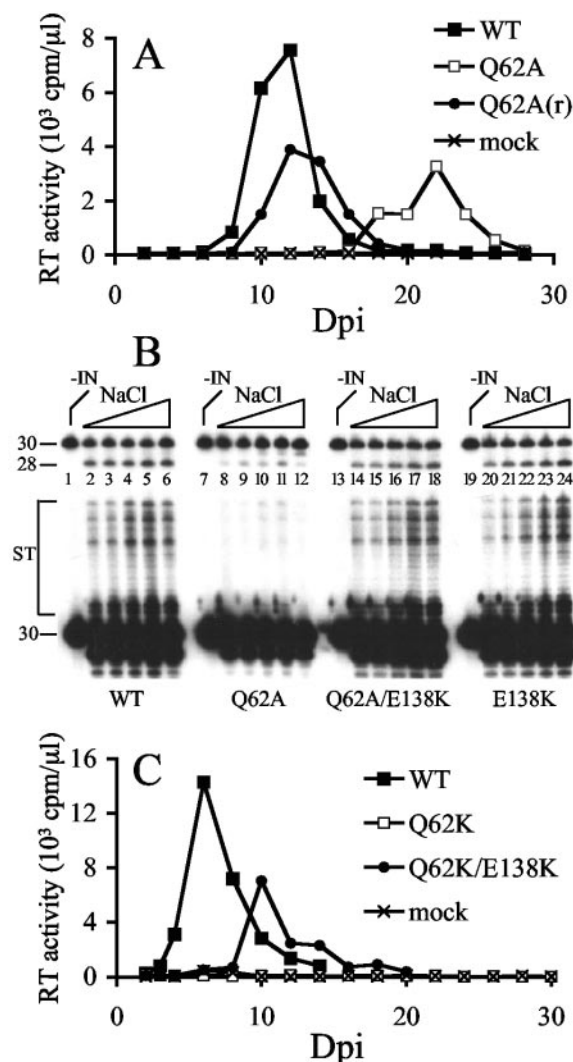 A
RT activity (10³ cpm/µl)
8
6
4
2
0
0 10 20 30
Dpi
WT
Q62A
Q62A(r)
mock
B
-IN NaCl -IN NaCl -IN NaCl -IN NaCl
30
28
1 2 3 4 5 6 7 8 9 10 11 12 13 14 15 16 17 18 19 20 21 22 23 24
ST
30
WT Q62A Q62A/E138K E138K
C
RT activity (10³ cpm/µl)
16
12
8
4
0
0 10 20 30
Dpi
WT
Q62K
Q62K/E138K
mock